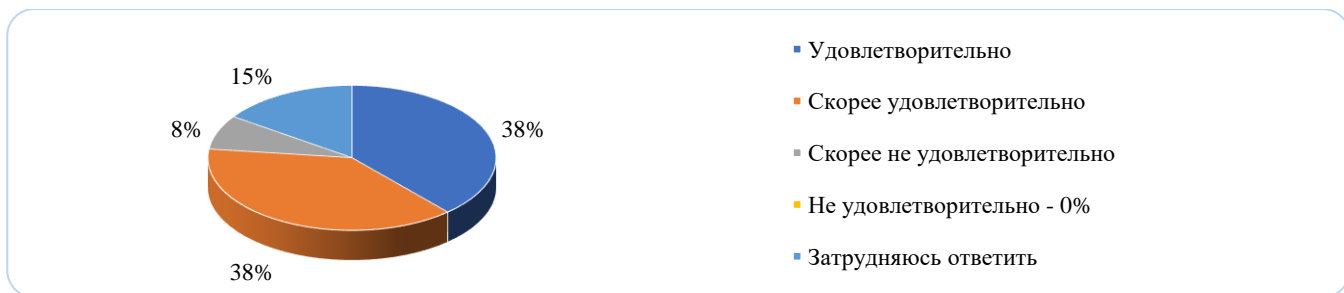 15%
8%
38%
38%
Удовлетворительно
Скорее удовлетворительно
Скорее не удовлетворительно
Не удовлетворительно - 0%
Затрудняюсь ответить